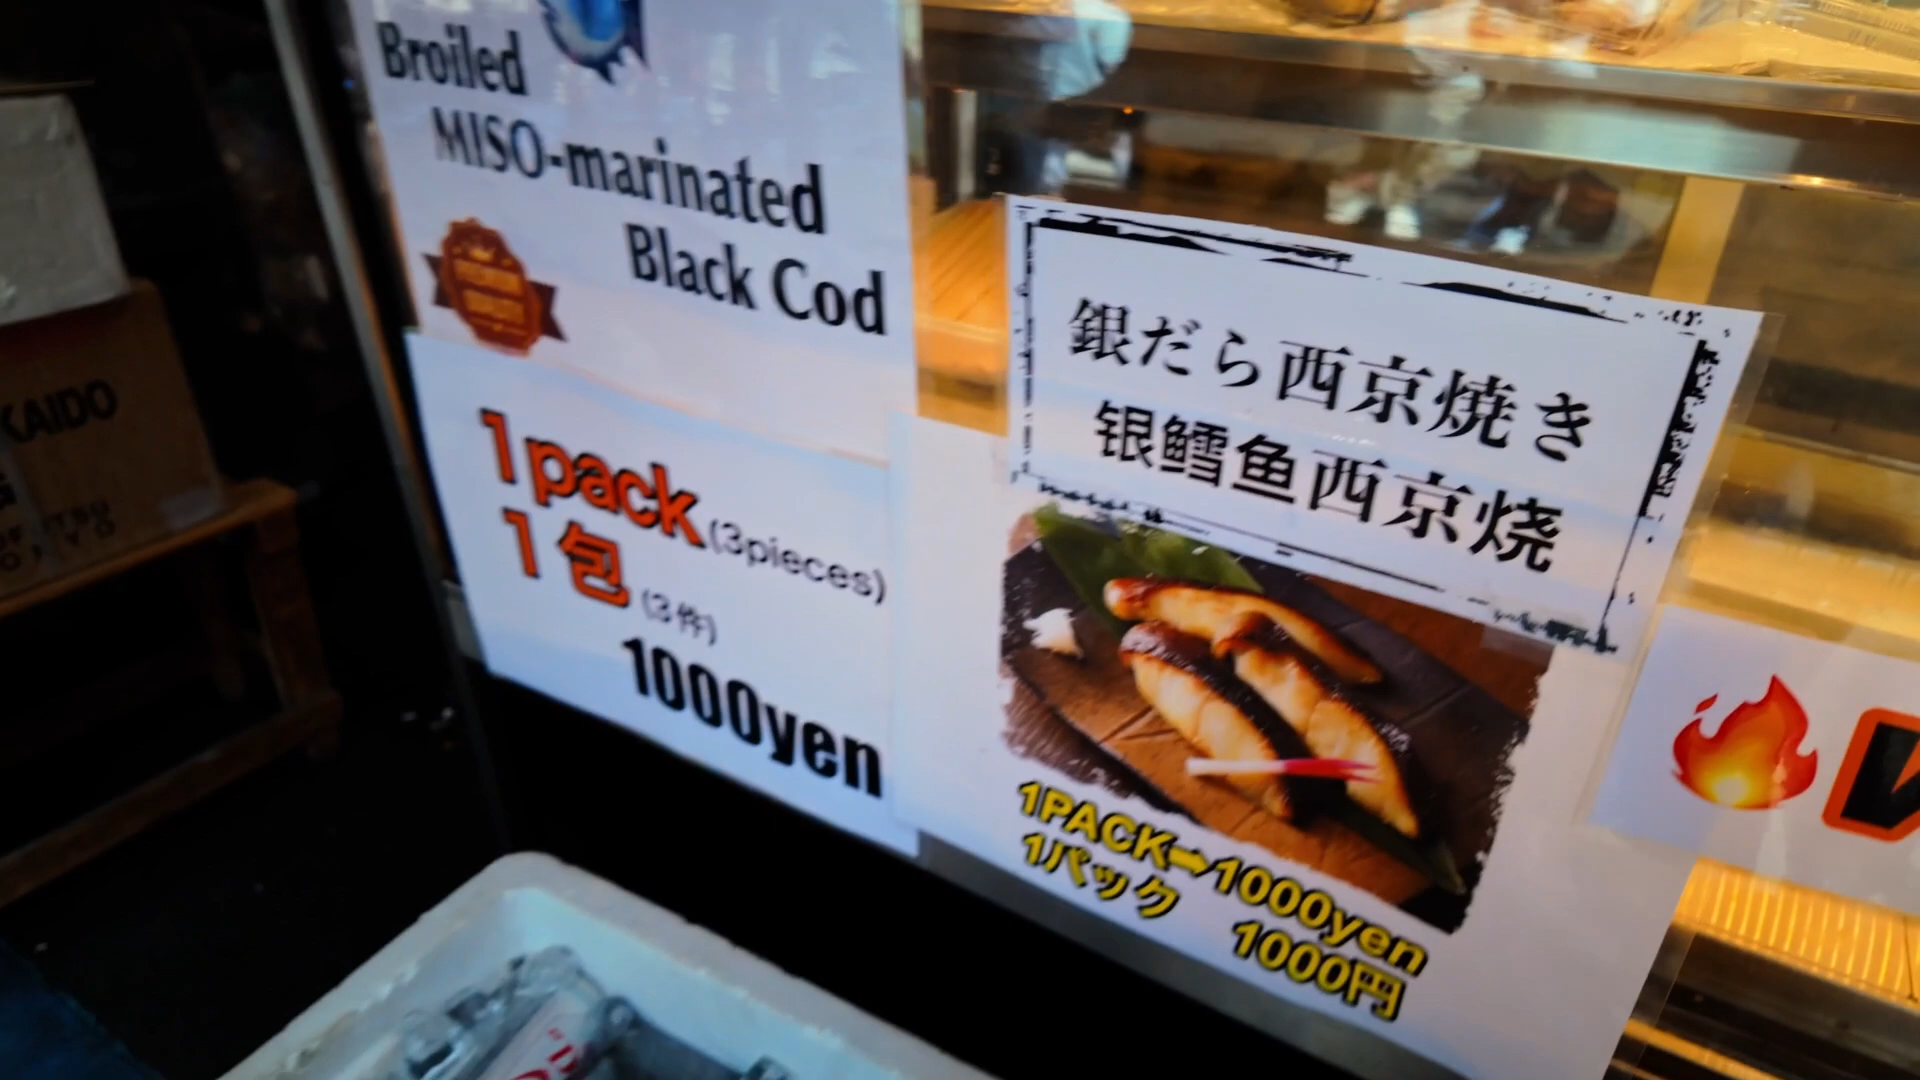 Broiled
MISO-marinated
Black Cod
1pack (3pieces)
1包 (3件)
1000yen
銀だら西京焼き
银鳕鱼西京烧
1PACK➡1000yen
1パック 1000円
KAIDO